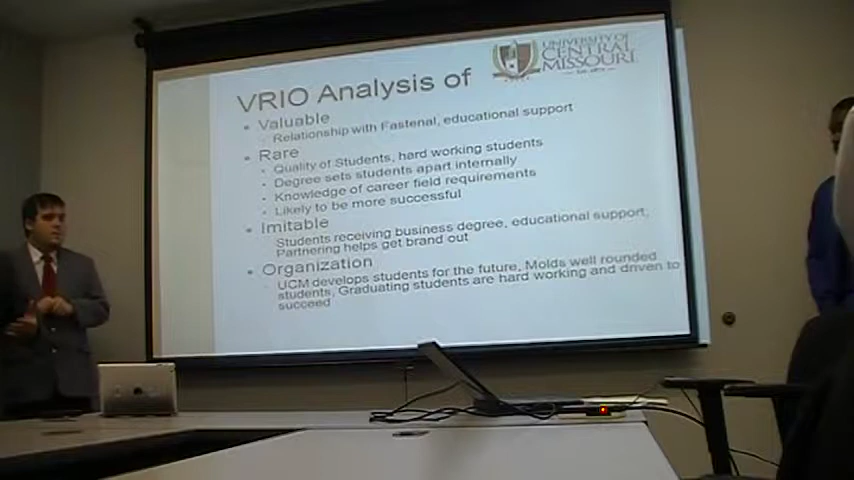 VRIO Analysis of
UNIVERSITY OF
CENTRAL
MISSOURI
Valuable
Relationship with Fastenal, educational support
Rare
Quality of Students, hard working students
Degree sets students apart internally
Knowledge of career field requirements
Likely to be more successful
Imitable
Students receiving business degree, educational support,
Partnering helps get brand out
Organization
UCM develops students for the future, Molds well rounded
students, Graduating students are hard working and driven to
succeed